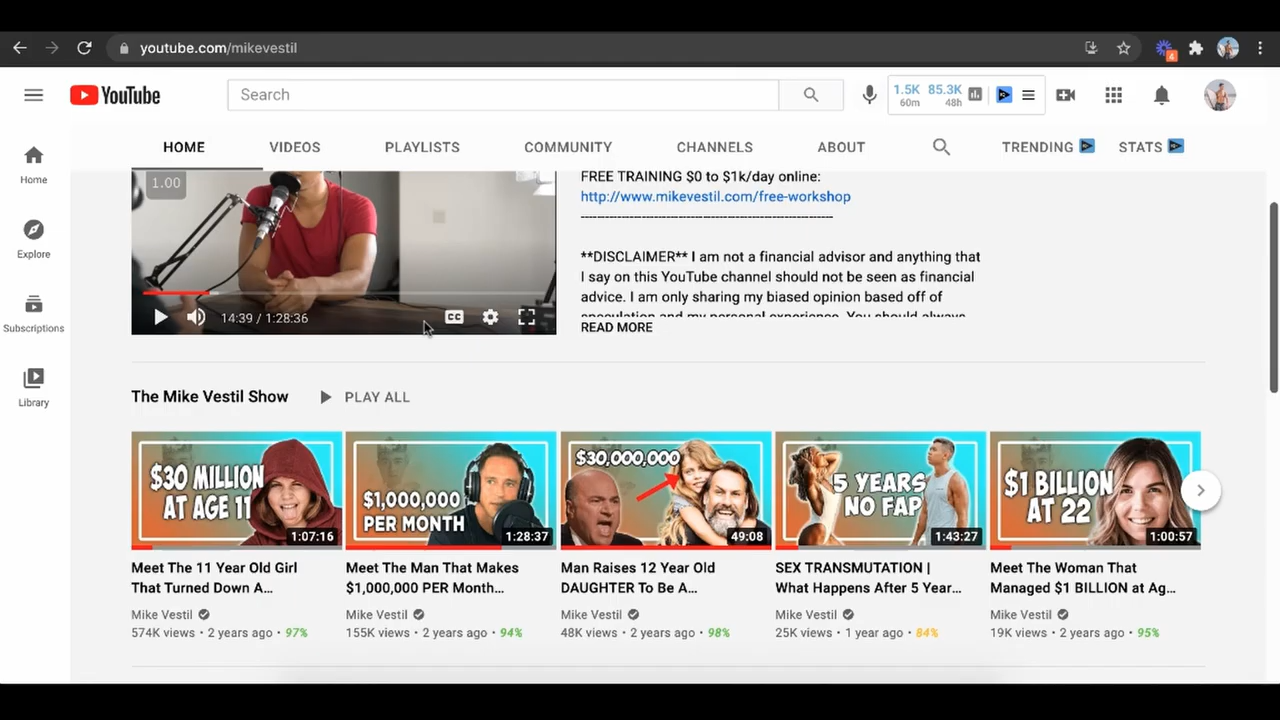 youtube.com/mikevestil
4
YouTube
Search
1.5K 85.3K
60m 48h
HOME VIDEOS PLAYLISTS COMMUNITY CHANNELS ABOUT TRENDING STATS
Home
Explore
Subscriptions
Library
1.00
14:39 / 1:28:36
CC
FREE TRAINING $0 to $1k/day online:
http://www.mikevestil.com/free-workshop
-----------------------------------------------------------
**DISCLAIMER** I am not a financial advisor and anything that
I say on this YouTube channel should not be seen as financial
advice. I am only sharing my biased opinion based off of
speculation and my personal experience. You should always
READ MORE
The Mike Vestil Show PLAY ALL
$30 MILLION
AT AGE 11
1:07:16
Meet The 11 Year Old Girl
That Turned Down A...
Mike Vestil
574K views • 2 years ago • 97%
$1,000,000
PER MONTH
1:28:37
Meet The Man That Makes
$1,000,000 PER Month...
Mike Vestil
155K views • 2 years ago • 94%
$30,000,000
49:08
Man Raises 12 Year Old
DAUGHTER To Be A...
Mike Vestil
48K views • 2 years ago • 98%
5 YEARS
NO FAP
1:43:27
SEX TRANSMUTATION |
What Happens After 5 Year...
Mike Vestil
25K views • 1 year ago • 84%
$1 BILLION
AT 22
1:00:57
Meet The Woman That
Managed $1 BILLION at Ag...
Mike Vestil
19K views • 2 years ago • 95%